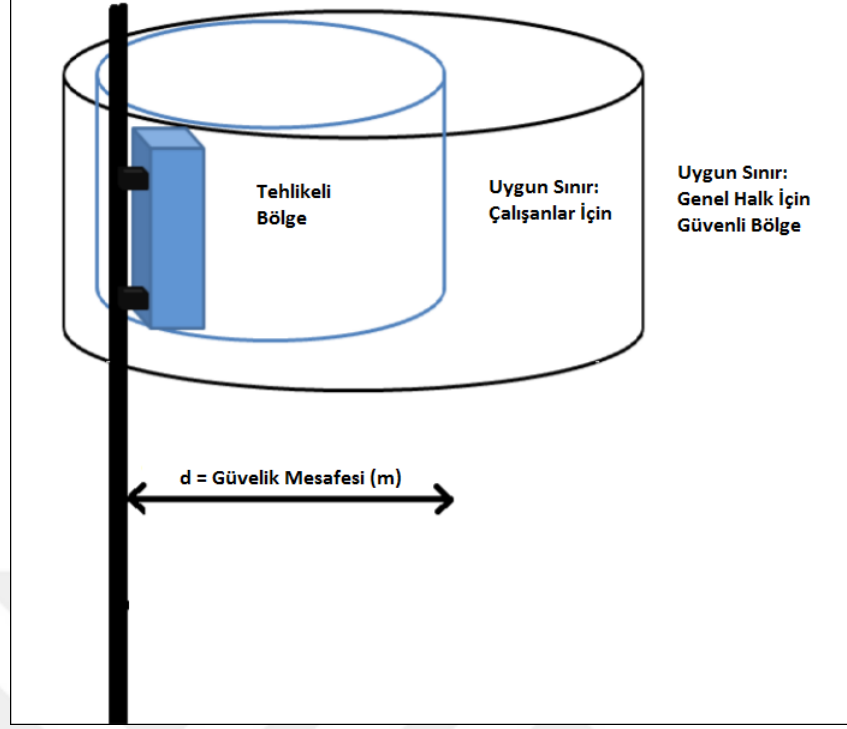 Tehlikeli
Bölge
Uygun Sınır:
Çalışanlar İçin
Uygun Sınır:
Genel Halk İçin
Güvenli Bölge
d = Güvelik Mesafesi (m)